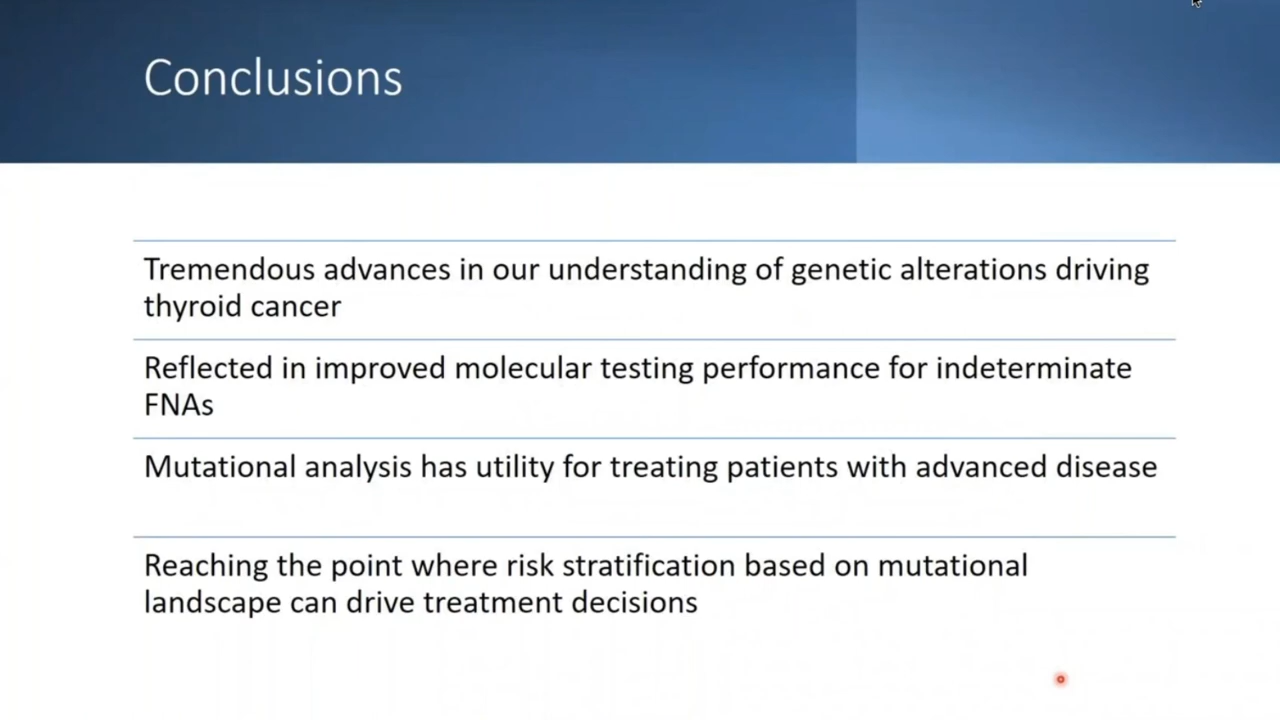 Conclusions
Tremendous advances in our understanding of genetic alterations driving
thyroid cancer
Reflected in improved molecular testing performance for indeterminate
FNAs
Mutational analysis has utility for treating patients with advanced disease
Reaching the point where risk stratification based on mutational
landscape can drive treatment decisions